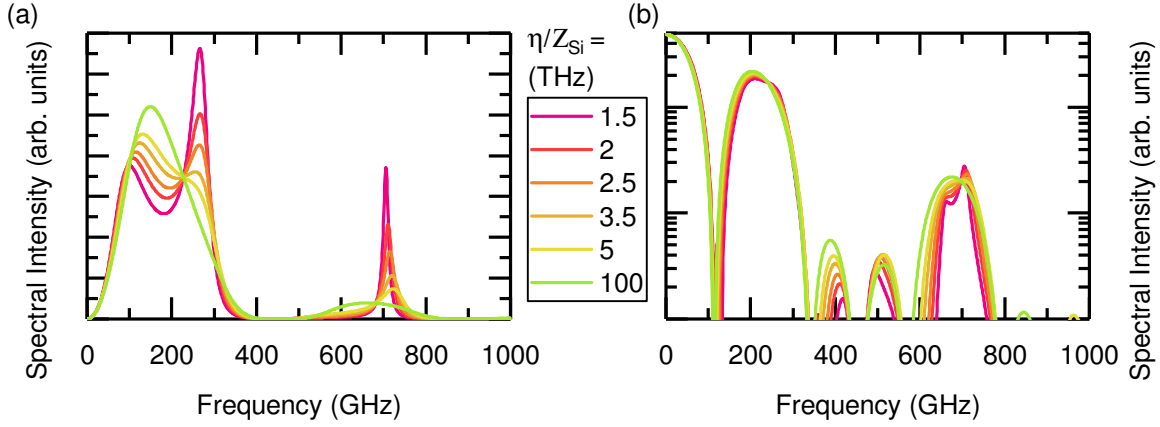 (a)
Spectral Intensity (arb. units)
0
200
400
600
800
1000
Frequency (GHz)
η/Z_Si =
(THz)
1.5
2
2.5
3.5
5
100
(b)
0
200
400
600
800
1000
Frequency (GHz)
Spectral Intensity (arb. units)